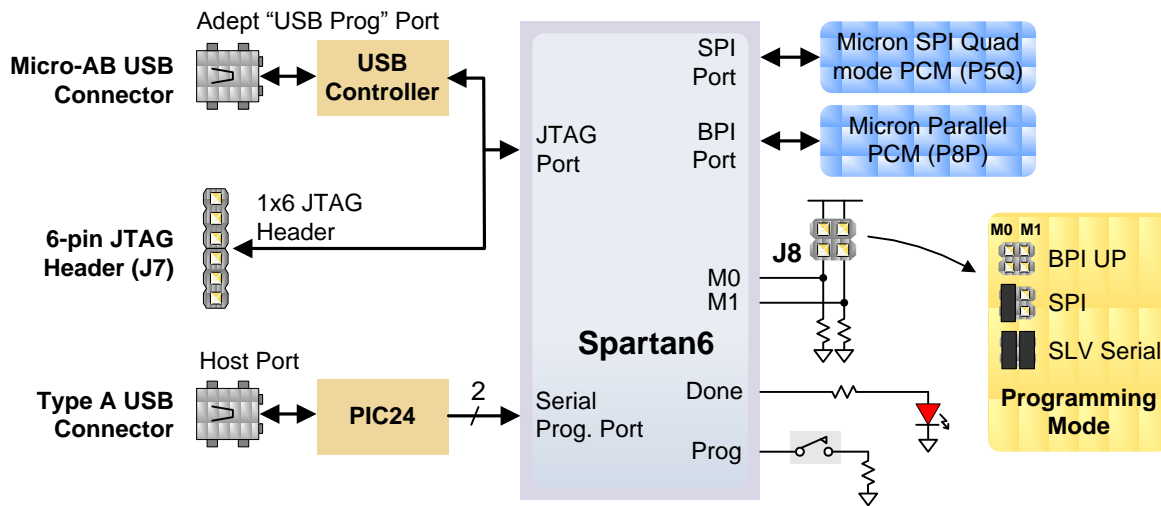 Adept “USB Prog” Port
Micro-AB USB
Connector
USB
Controller
1x6 JTAG
Header
6-pin JTAG
Header (J7)
Host Port
Type A USB
Connector
PIC24
2
JTAG
Port
Serial
Prog. Port
Spartan6
SPI
Port
BPI
Port
M0
M1
Done
Prog
Micron SPI Quad
mode PCM (P5Q)
Micron Parallel
PCM (P8P)
J8
M0 M1
BPI UP
SPI
SLV Serial
Programming
Mode